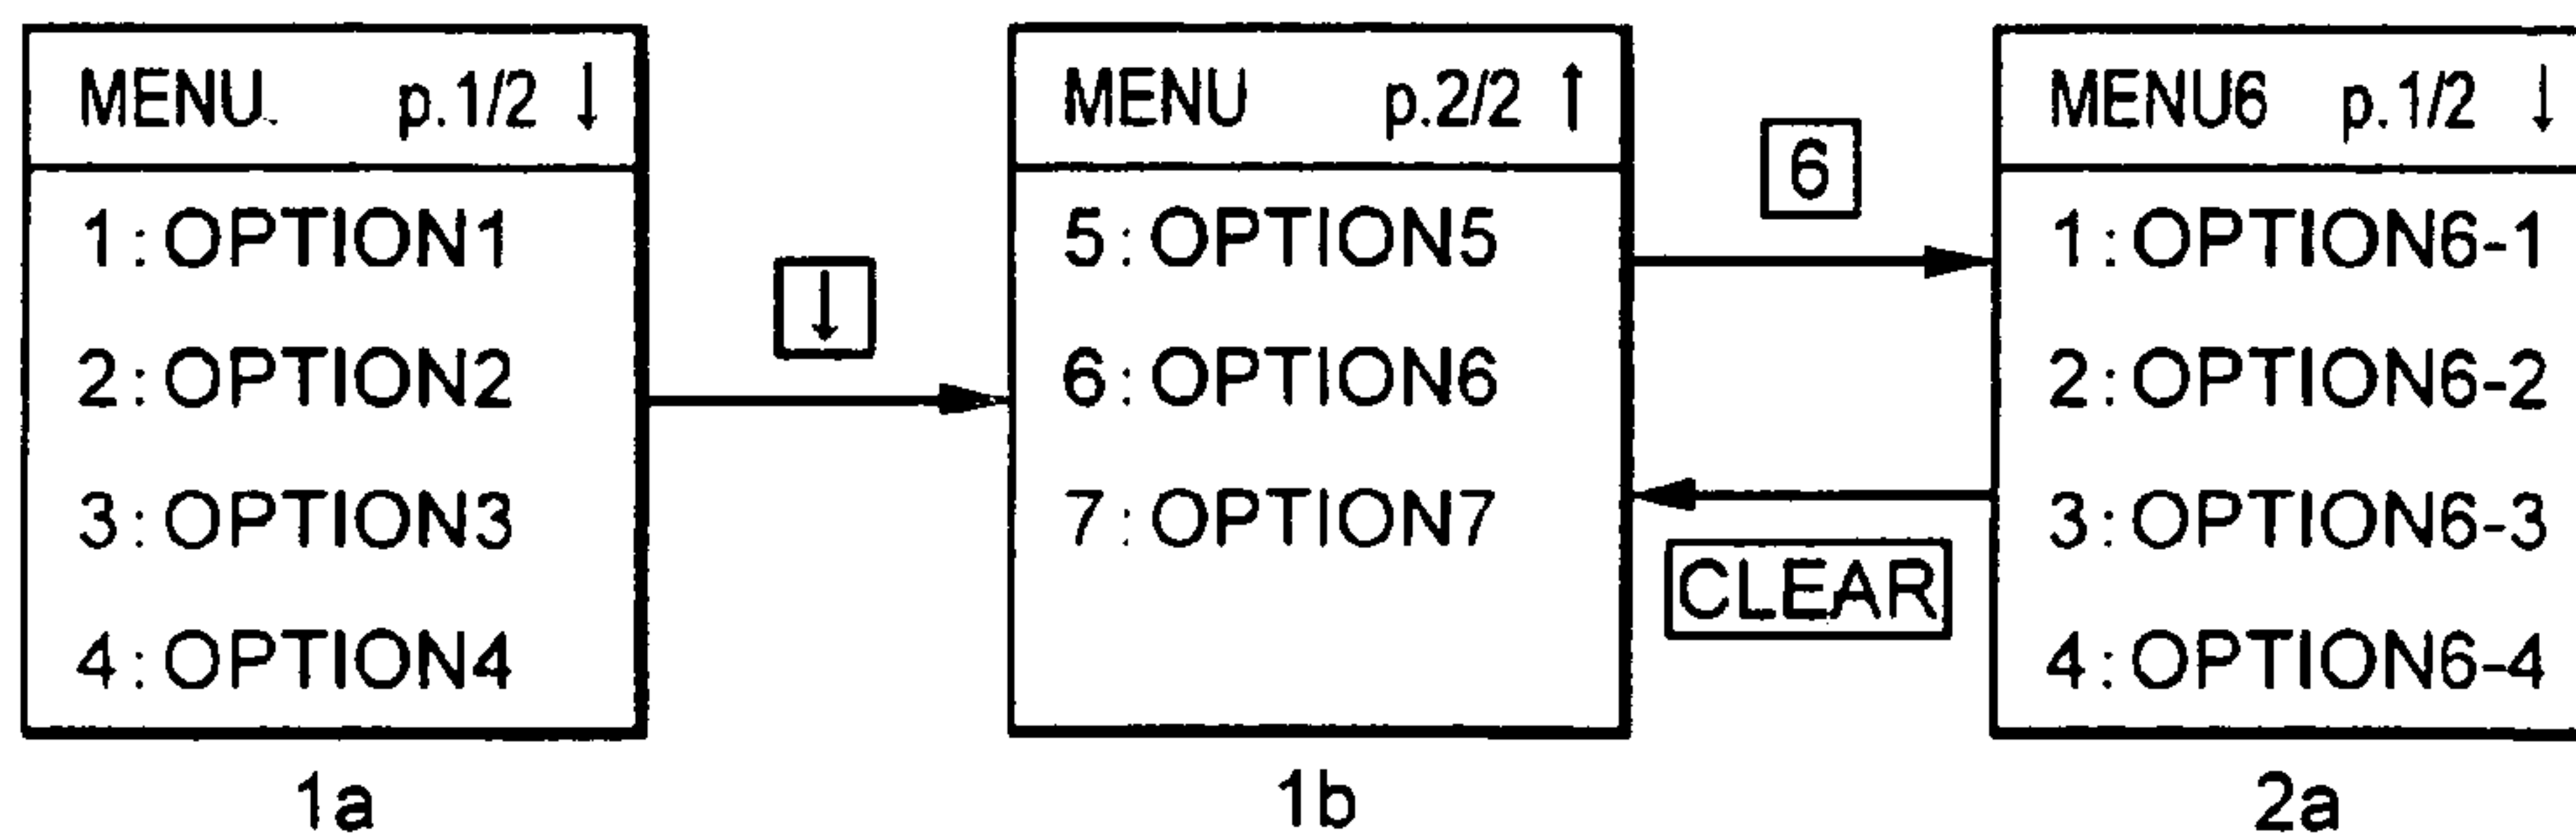 MENU p.1/2 ↓
1:OPTION1
2:OPTION2
3:OPTION3
4:OPTION4
1a
↓
MENU p.2/2 ↑
5:OPTION5
6:OPTION6
7:OPTION7
1b
6
CLEAR
MENU6 p.1/2 ↓
1:OPTION6-1
2:OPTION6-2
3:OPTION6-3
4:OPTION6-4
2a